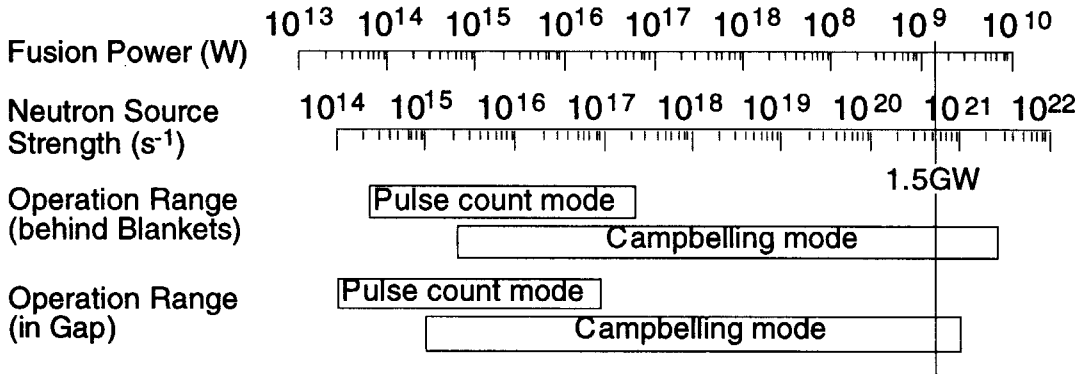 10¹³ 10¹⁴ 10¹⁵ 10¹⁶ 10¹⁷ 10¹⁸ 10⁸ 10⁹ 10¹⁰
Fusion Power (W)
10¹⁴ 10¹⁵ 10¹⁶ 10¹⁷ 10¹⁸ 10¹⁹ 10²⁰ 10²¹ 10²²
Neutron Source
Strength (s⁻¹)
1.5GW
Operation Range
(behind Blankets)
Pulse count mode
Campbelling mode
Operation Range
(in Gap)
Pulse count mode
Campbelling mode